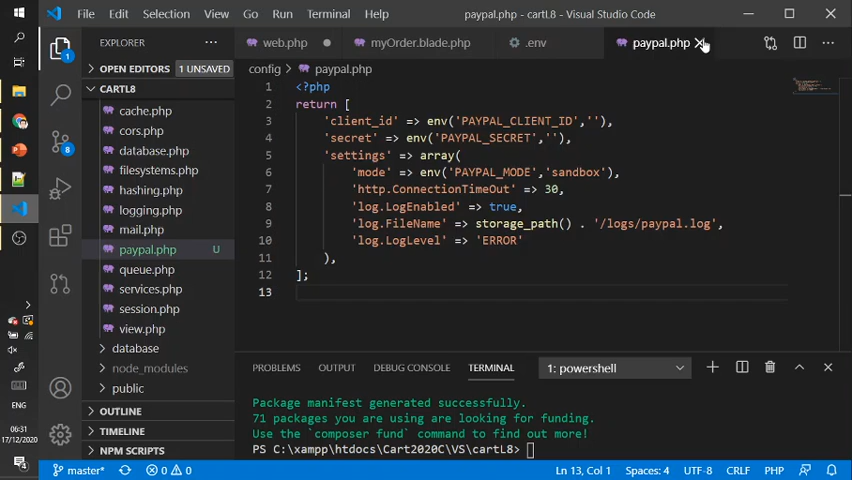 File Edit Selection View Go Run Terminal Help paypal.php - cartL8 - Visual Studio Code
EXPLORER
web.php myOrder.blade.php .env paypal.php
OPEN EDITORS 1 UNSAVED
config > paypal.php
CARTL8
cache.php
cors.php
database.php
filesystems.php
hashing.php
logging.php
mail.php
paypal.php U
queue.php
services.php
session.php
view.php
database
node_modules
public
OUTLINE
TIMELINE
NPM SCRIPTS
1 <?php
2 return [
3 'client_id' => env('PAYPAL_CLIENT_ID',''),
4 'secret' => env('PAYPAL_SECRET',''),
5 'settings' => array(
6 'mode' => env('PAYPAL_MODE','sandbox'),
7 'http.ConnectionTimeOut' => 30,
8 'log.LogEnabled' => true,
9 'log.FileName' => storage_path() . '/logs/paypal.log',
10 'log.LogLevel' => 'ERROR'
11 ),
12 ];
13
PROBLEMS OUTPUT DEBUG CONSOLE TERMINAL 1: powershell
Package manifest generated successfully.
71 packages you are using are looking for funding.
Use the `composer fund` command to find out more!
PS C:\xampp\htdocs\Cart2020C\VS\cartL8>
1
8
ENG
06:31
17/12/2020
4
master* 0 0 Ln 13, Col 1 Spaces: 4 UTF-8 CRLF PHP